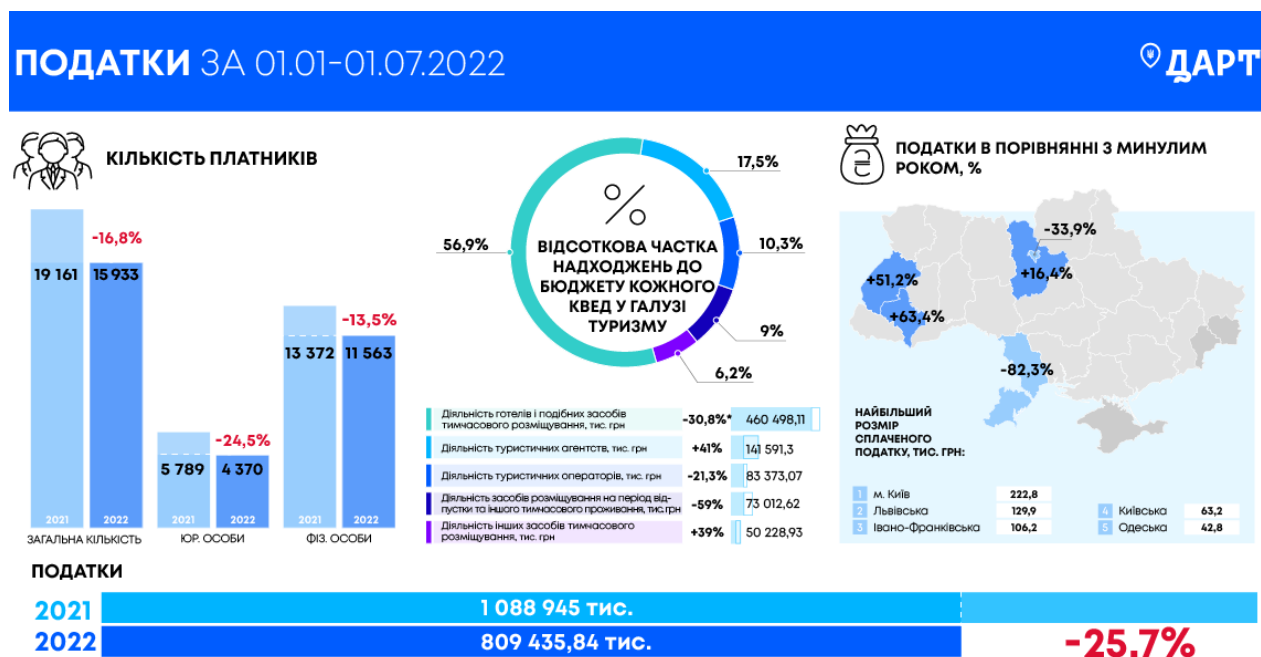 ПОДАТКИ ЗА 01.01-01.07.2022
ДАРТ
КІЛЬКІСТЬ ПЛАТНИКІВ
-16,8%
19 161
15 933
-13,5%
13 372
11 563
-24,5%
5 789
4 370
2021
2022
2021
2022
2021
2022
ЗАГАЛЬНА КІЛЬКІСТЬ
ЮР. ОСОБИ
ФІЗ. ОСОБИ
%
ВІДСОТКОВА ЧАСТКА
НАДХОДЖЕНЬ ДО
БЮДЖЕТУ КОЖНОГО
КВЕД У ГАЛУЗІ
ТУРИЗМУ
56,9%
17,5%
10,3%
9%
6,2%
Діяльність готелів і подібних засобів
тимчасового розміщування, тис. грн
-30,8%*
460 498,11
Діяльність туристичних агентств, тис. грн
+41%
141 591,3
Діяльність туристичних операторів, тис. грн
-21,3%
83 373,07
Діяльність засобів розміщування на період від-
пустки та іншого тимчасового проживання, тис.грн
-59%
73 012,62
Діяльність інших засобів тимчасового
розміщування, тис. грн
+39%
50 228,93
₴
ПОДАТКИ В ПОРІВНЯННІ З МИНУЛИМ
РОКОМ, %
-33,9%
+16,4%
+51,2%
+63,4%
-82,3%
НАЙБІЛЬШИЙ
РОЗМІР
СПЛАЧЕНОГО
ПОДАТКУ, ТИС. ГРН:
1 м. Київ 222,8
2 Львівська 129,9
3 Івано-Франківська 106,2
4 Київська 63,2
5 Одеська 42,8
ПОДАТКИ
2021 1 088 945 тис.
2022 809 435,84 тис.
-25.7%